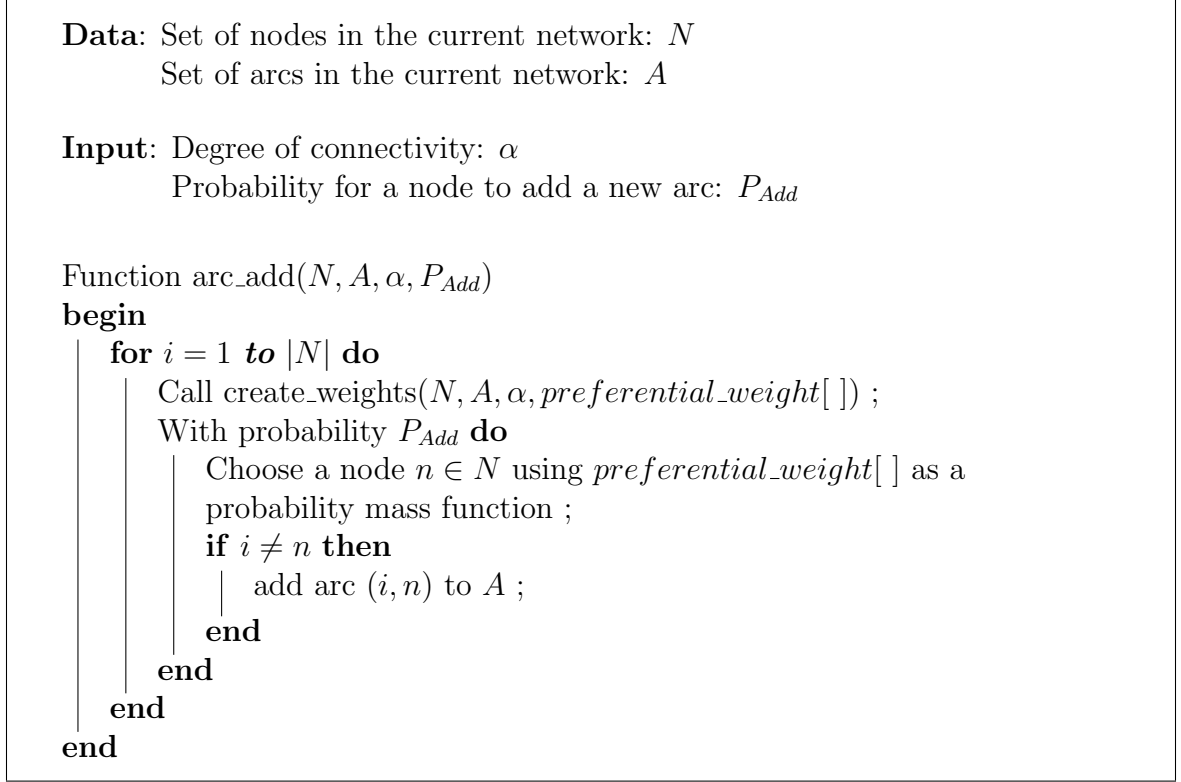 Data: Set of nodes in the current network: N
Set of arcs in the current network: A
Input: Degree of connectivity: α
Probability for a node to add a new arc: P_Add
Function arc_add(N, A, α, P_Add)
begin
for i = 1 to |N| do
Call create_weights(N, A, α, preferential_weight[ ]) ;
With probability P_Add do
Choose a node n ∈ N using preferential_weight[ ] as a
probability mass function ;
if i ≠ n then
add arc (i, n) to A ;
end
end
end
end